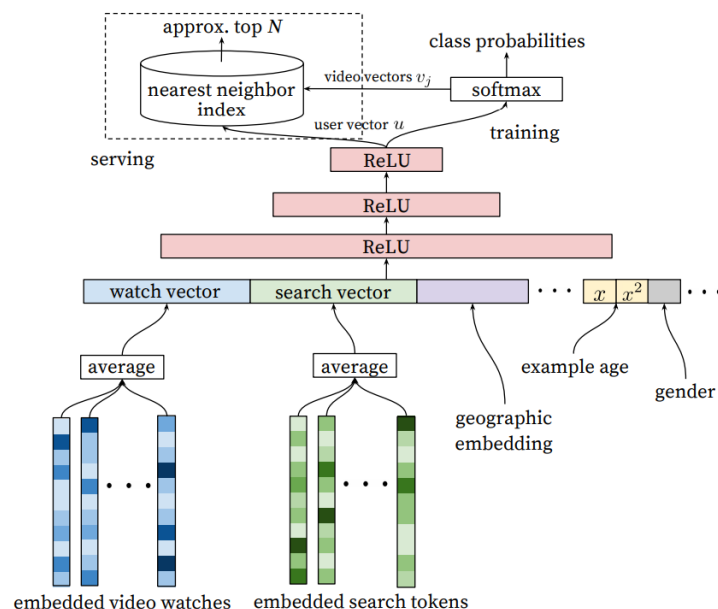 approx. top N
class probabilities
nearest neighbor
index
video vectors v_j
softmax
user vector u
training
serving
ReLU
ReLU
ReLU
watch vector
search vector
x
x²
average
average
example age
gender
geographic
embedding
embedded video watches
embedded search tokens